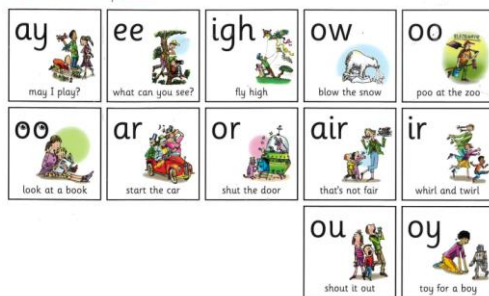 ay ee igh ow oo
may I play? what can you see? fly high blow the snow poo at the zoo
oo ar or air ir
look at a book start the car shut the door that's not fair whirl and twirl
ou oy
shout it out toy for a boy